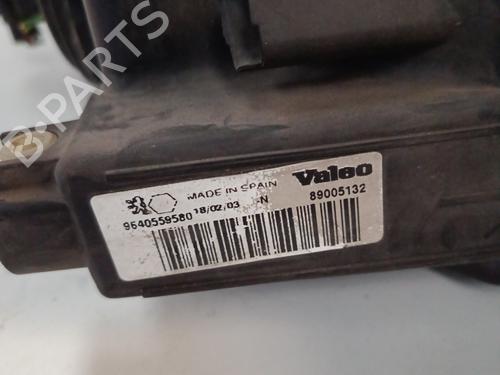 B-PARTS
MADE IN SPAIN Valeo
9640559580 18/02/03 N 89005132